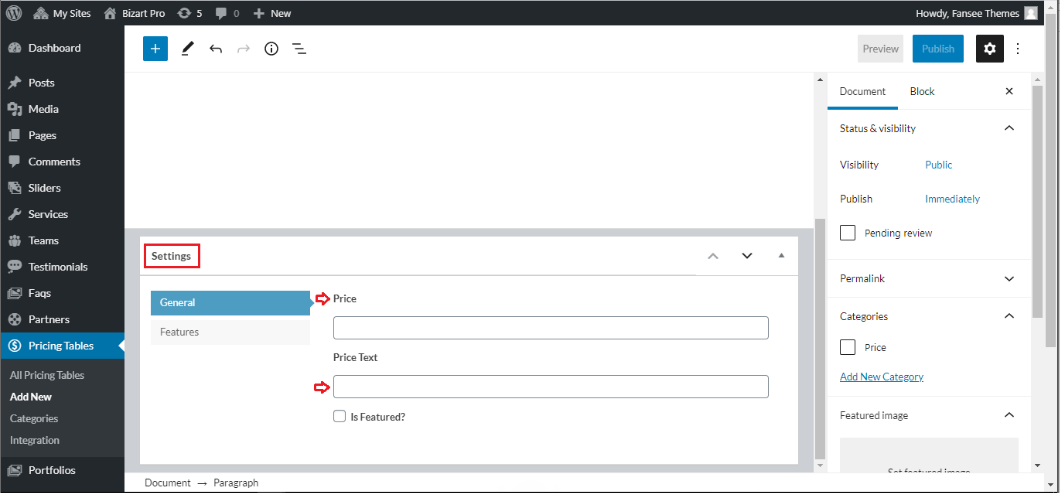 My Sites Bizart Pro 5 0 New Howdy, Fansee Themes
Dashboard
Posts
Media
Pages
Comments
Sliders
Services
Teams
Testimonials
Faqs
Partners
Pricing Tables
All Pricing Tables
Add New
Categories
Integration
Portfolios
Preview Publish
Settings
General
Features
Price
Price Text
Is Featured?
Document → Paragraph
Document Block
Status & visibility
Visibility Public
Publish Immediately
Pending review
Permalink
Categories
Price
Add New Category
Featured image
Set featured image